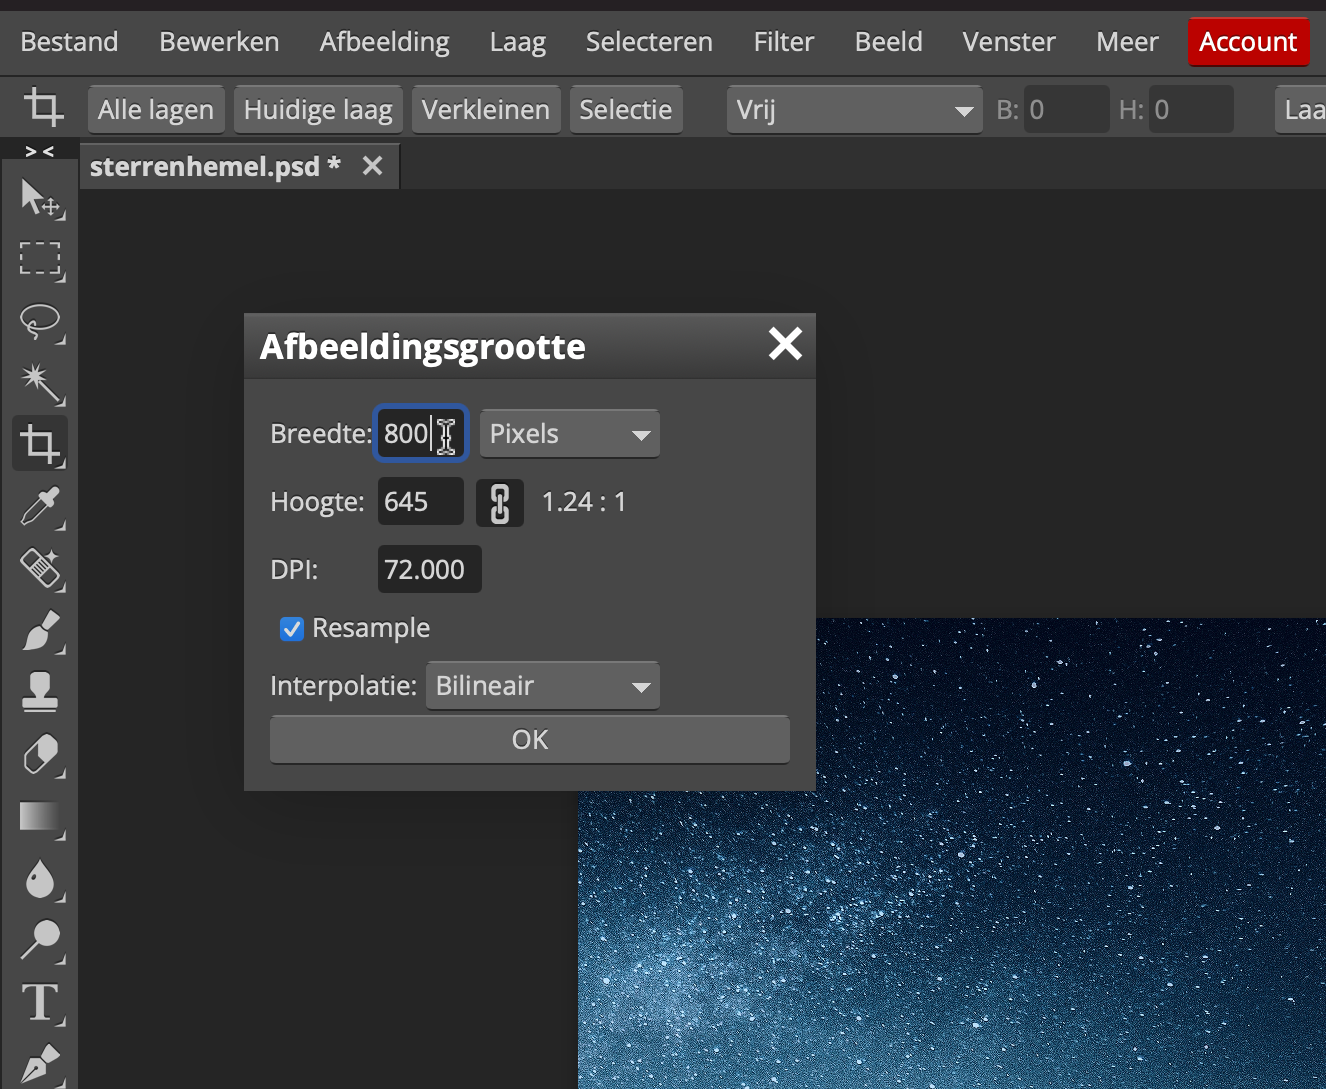 Bestand Bewerken Afbeelding Laag Selecteren Filter Beeld Venster Meer Account
Alle lagen Huidige laag Verkleinen Selectie Vrij B: 0 H: 0 Laa
> <
sterrenhemel.psd *
Afbeeldingsgrootte
Breedte: 800 Pixels
Hoogte: 645 1.24 : 1
DPI: 72.000
Resample
Interpolatie: Bilineair
OK
T